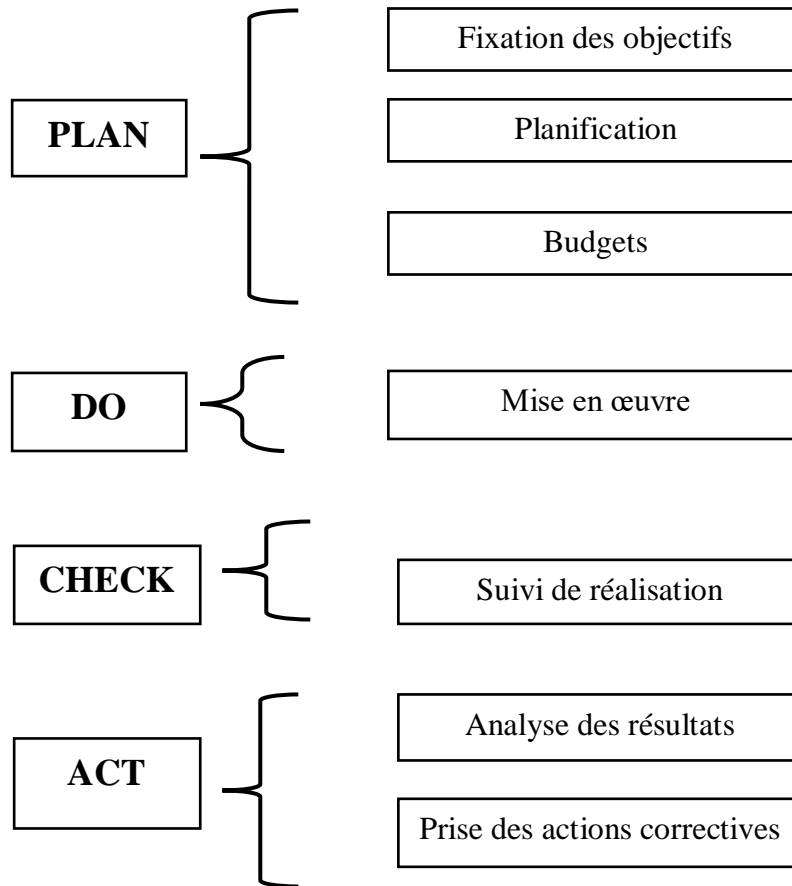 PLAN
Fixation des objectifs
Planification
Budgets
DO
Mise en œuvre
CHECK
Suivi de réalisation
ACT
Analyse des résultats
Prise des actions correctives